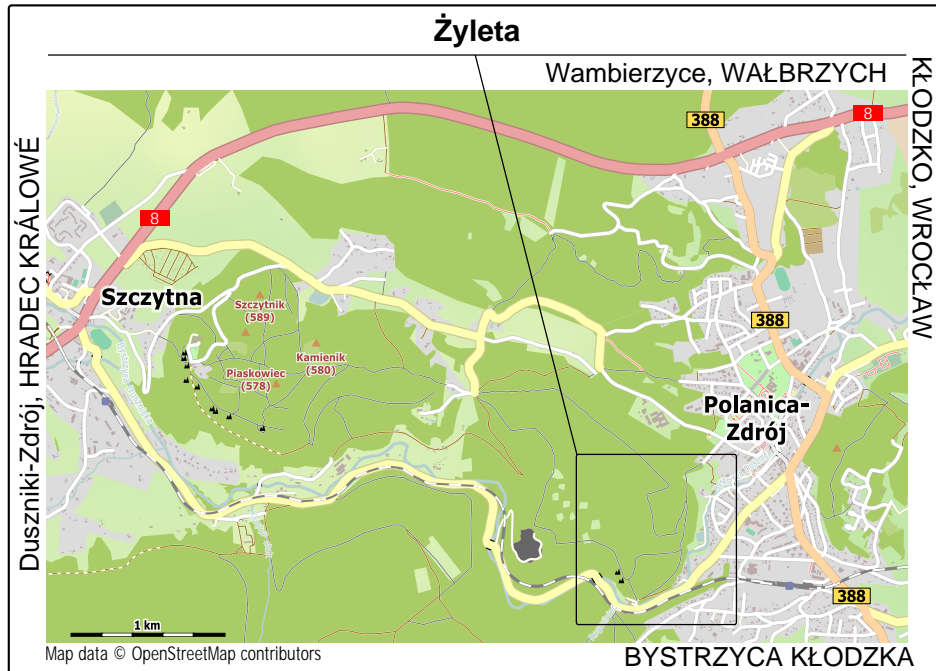 Żyleta
Wambierzyce, WAŁBRZYCH
KŁODZKO, WROCŁAW
Duszniki-Zdrój, HRADEC KRÁLOWÉ
388
8
8
Szczytna
Szczytnik
(589)
Kamienik
(580)
Piaskowiec
(578)
388
Polanica-
Zdrój
388
1 km
Map data © OpenStreetMap contributors
BYSTRZYCA KŁODZKA